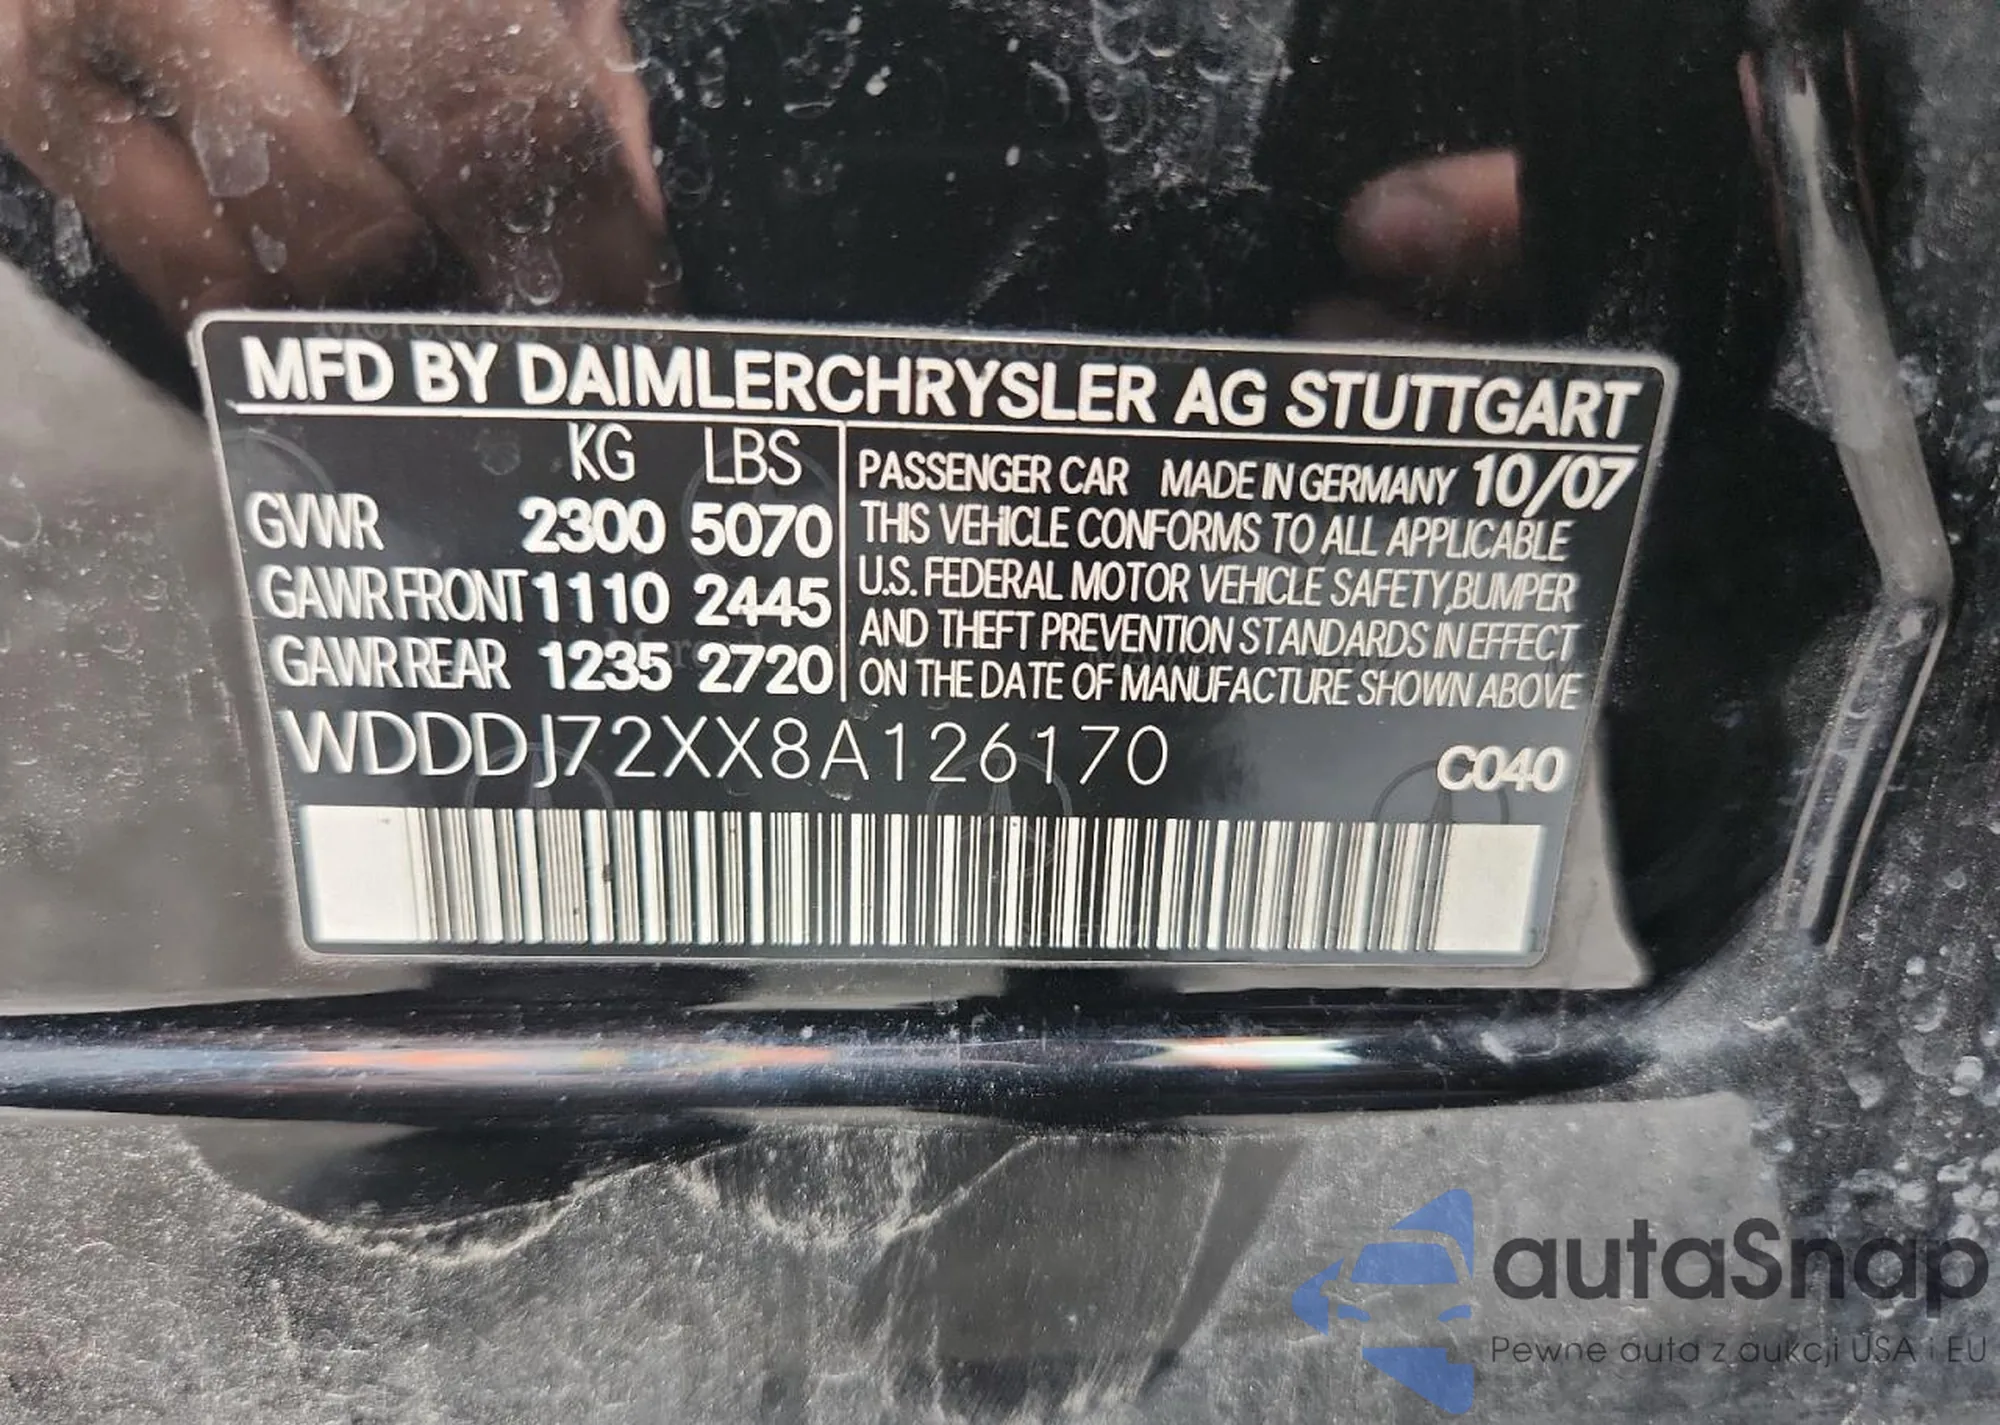 MFD BY DAIMLERCHRYSLER AG STUTTGART
KG LBS
GVWR 2300 5070
GAWR FRONT 1110 2445
GAWR REAR 1235 2720
PASSENGER CAR MADE IN GERMANY 10/07
THIS VEHICLE CONFORMS TO ALL APPLICABLE
U.S. FEDERAL MOTOR VEHICLE SAFETY, BUMPER
AND THEFT PREVENTION STANDARDS IN EFFECT
ON THE DATE OF MANUFACTURE SHOWN ABOVE
WDDDJ72XX8A126170
C040
autaSnap
Pewne auta z aukcji USA i EU